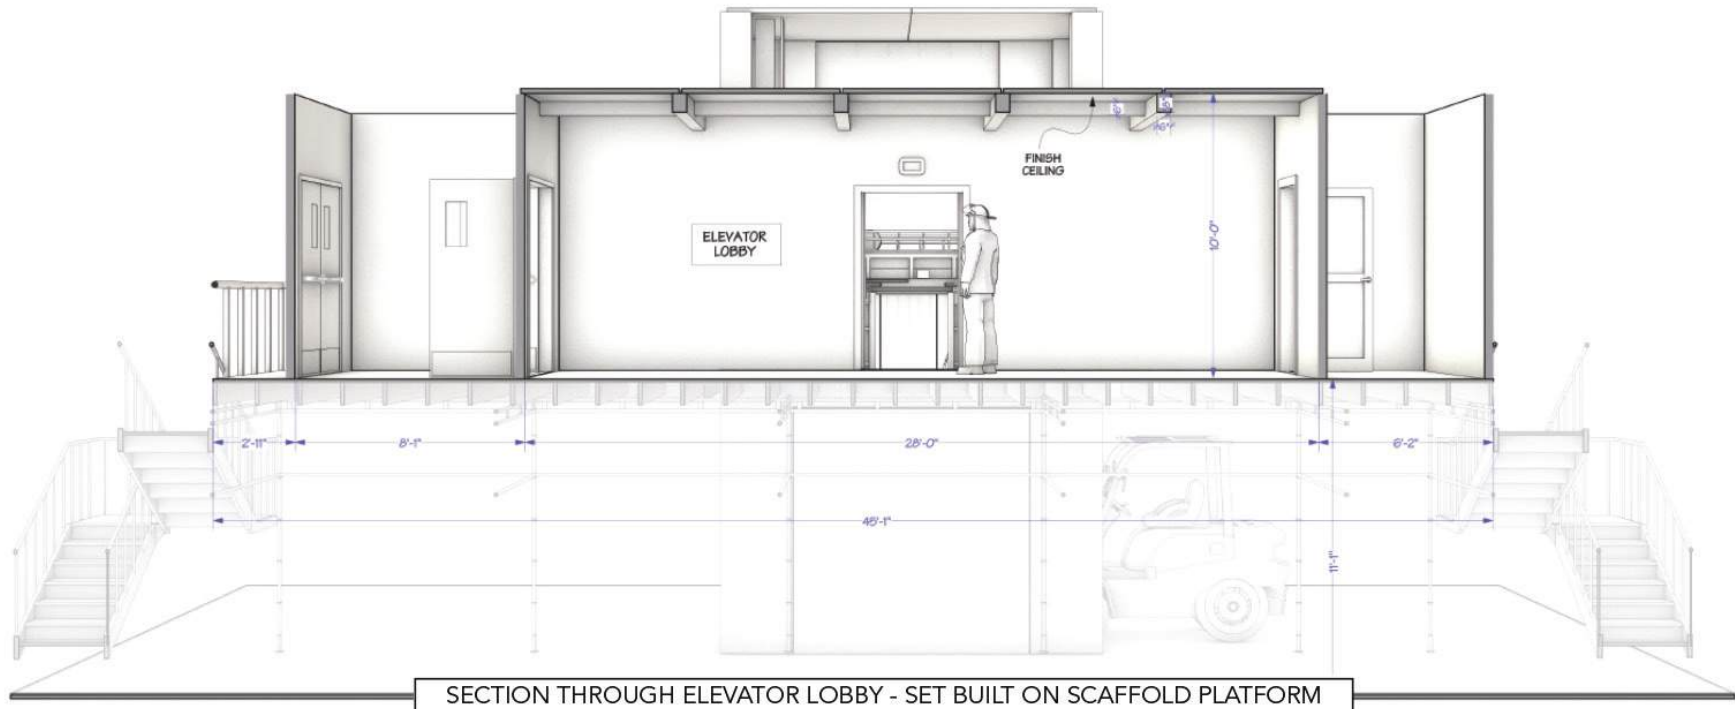 FINISH
CEILING
ELEVATOR
LOBBY
10'-0"
2'-11"
8'-1"
28'-0"
6'-2"
45'-1"
11'-1"
SECTION THROUGH ELEVATOR LOBBY - SET BUILT ON SCAFFOLD PLATFORM